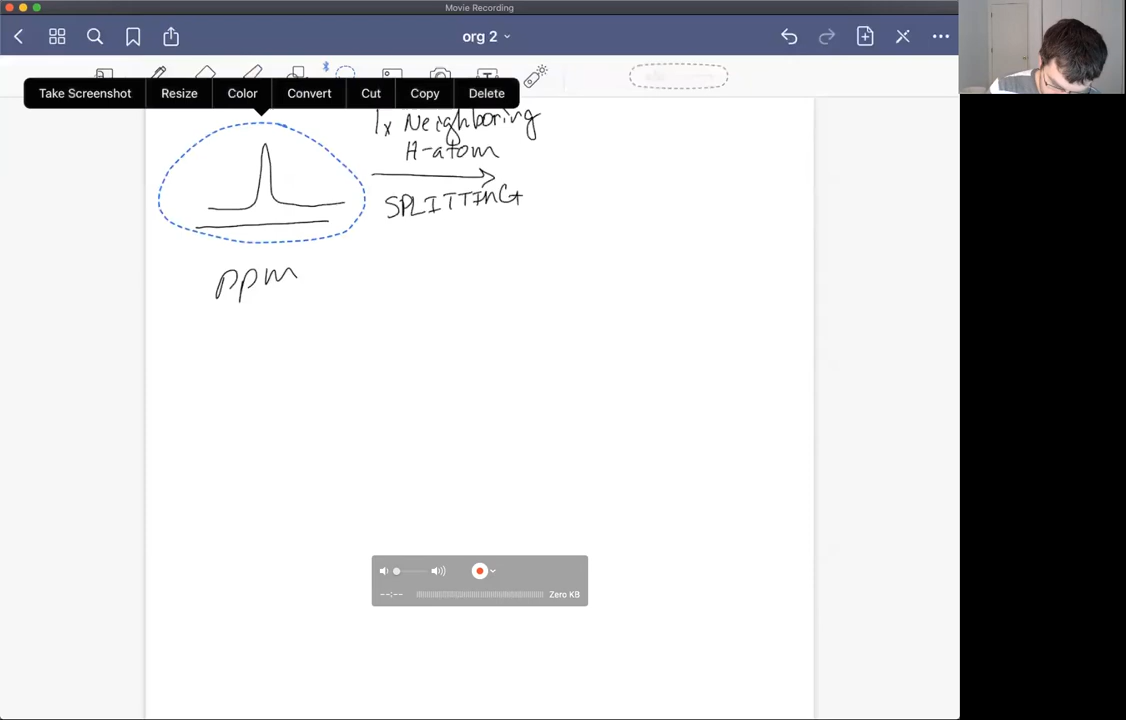 Movie Recording
org 2
Take Screenshot
Resize
Color
Convert
Cut
Copy
Delete
1x Neighboring
H-atom
SPLITTING
ppm
--:--
Zero KB